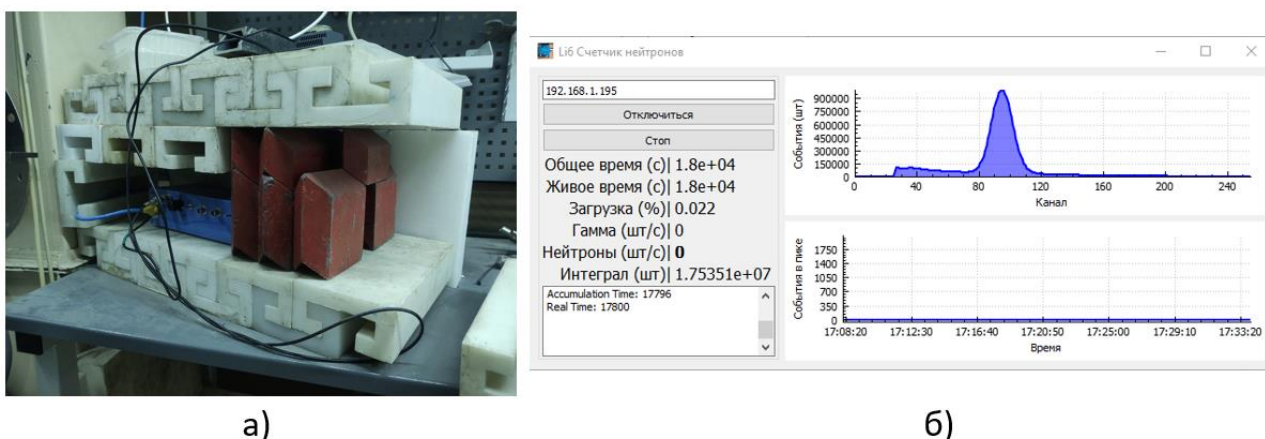 Li6 Счетчик нейтронов
192.168.1.195
Отключиться
Стоп
Общее время (с)| 1.8e+04
Живое время (с)| 1.8e+04
Загрузка (%)| 0.022
Гамма (шт/с)| 0
Нейтроны (шт/с)| 0
Интеграл (шт)| 1.75351e+07
Accumulation Time: 17796
Real Time: 17800
События (шт)
900000
750000
600000
450000
300000
150000
0
0 40 80 120 160 200 240
Канал
События в пике
1750
1400
1050
700
350
0
17:08:20 17:12:30 17:16:40 17:20:50 17:25:00 17:29:10 17:33:20
Время
а) б)